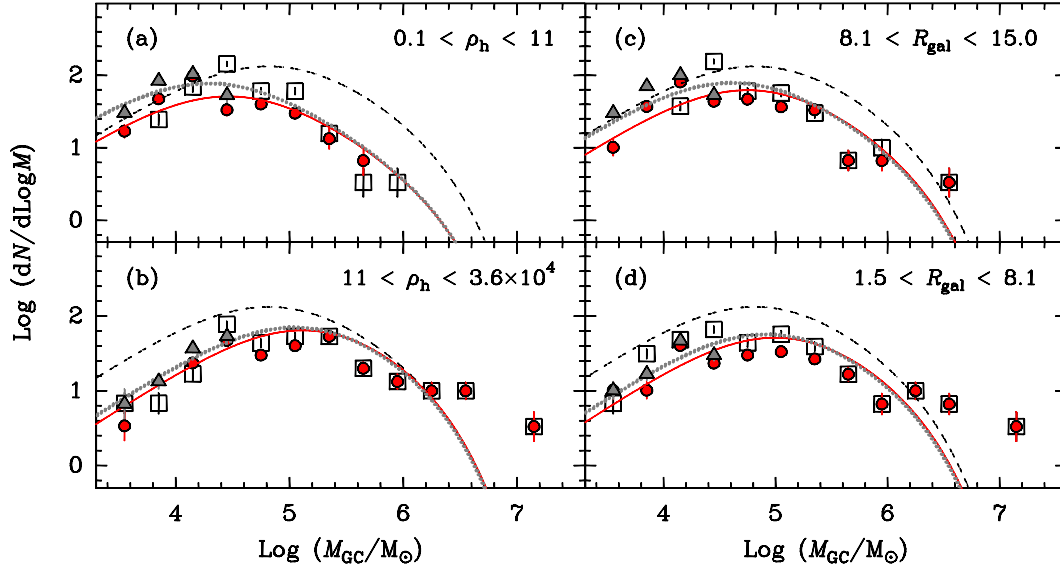 (a) 0.1 < ρh < 11
(c) 8.1 < Rgal < 15.0
2
1
0
(b) 11 < ρh < 3.6×10⁴
(d) 1.5 < Rgal < 8.1
2
1
0
Log (dN/dLogM)
4 5 6 7
4 5 6 7
Log (MGC/M⊙)
Log (MGC/M⊙)